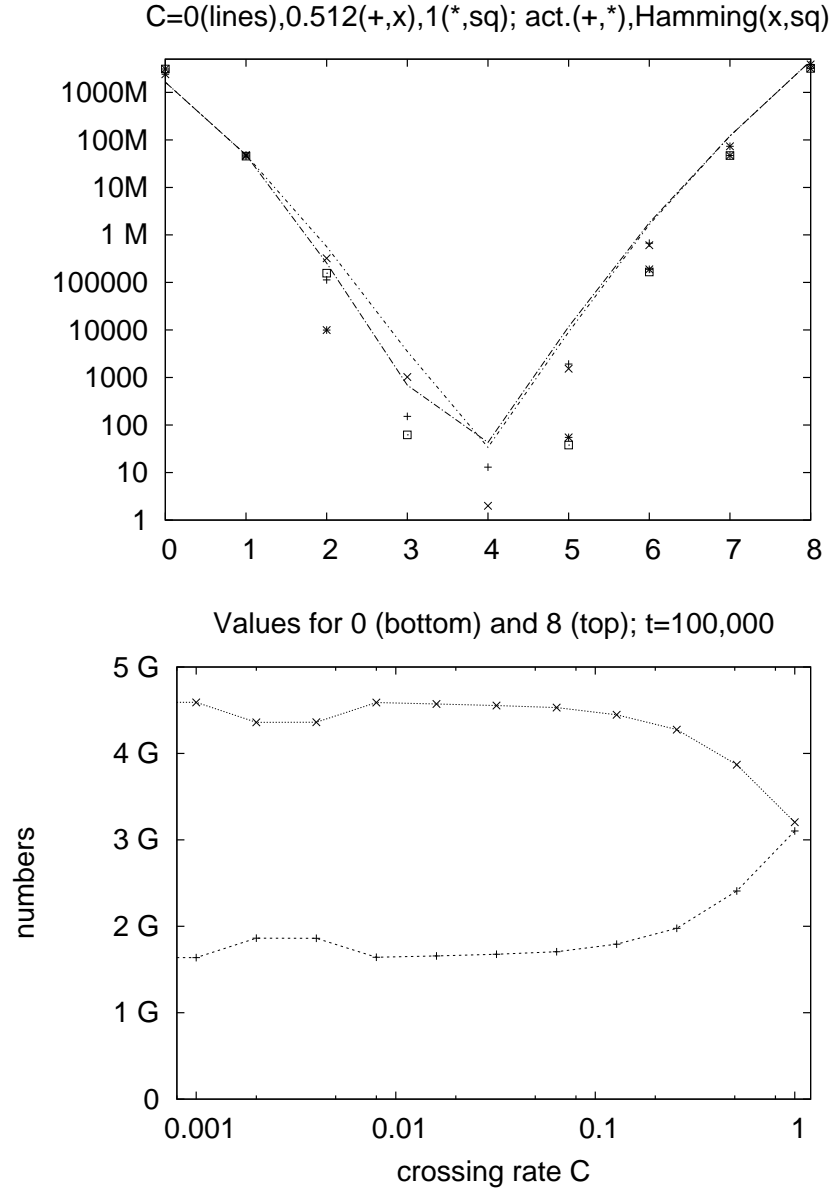 C=0(lines),0.512(+,x),1(*,sq); act.(+,*),Hamming(x,sq)
1000M
100M
10M
1 M
100000
10000
1000
100
10
1
0 1 2 3 4 5 6 7 8
Values for 0 (bottom) and 8 (top); t=100,000
5 G
4 G
3 G
2 G
1 G
0
numbers
0.001 0.01 0.1 1
crossing rate C